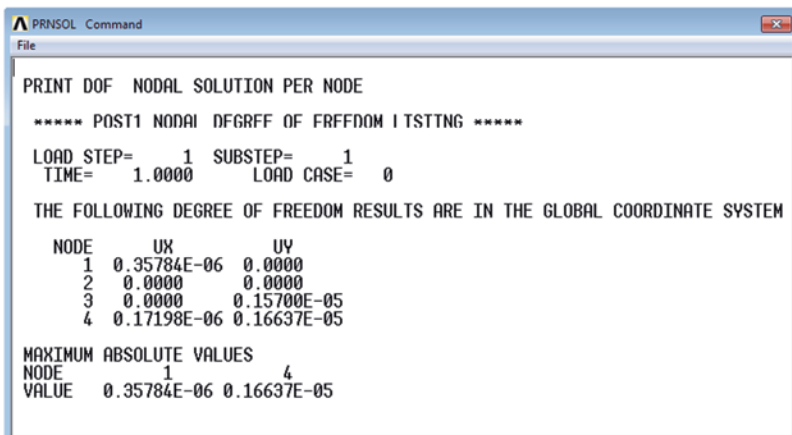 PRNSOL Command
File
PRINT DOF NODAL SOLUTION PER NODE
***** POST1 NODAL DEGREE OF FREEDOM LISTING *****
LOAD STEP= 1 SUBSTEP= 1
TIME= 1.0000 LOAD CASE= 0
THE FOLLOWING DEGREE OF FREEDOM RESULTS ARE IN THE GLOBAL COORDINATE SYSTEM
NODE UX UY
1 0.35784E-06 0.0000
2 0.0000 0.0000
3 0.0000 0.15700E-05
4 0.17198E-06 0.16637E-05
MAXIMUM ABSOLUTE VALUES
NODE 1 4
VALUE 0.35784E-06 0.16637E-05